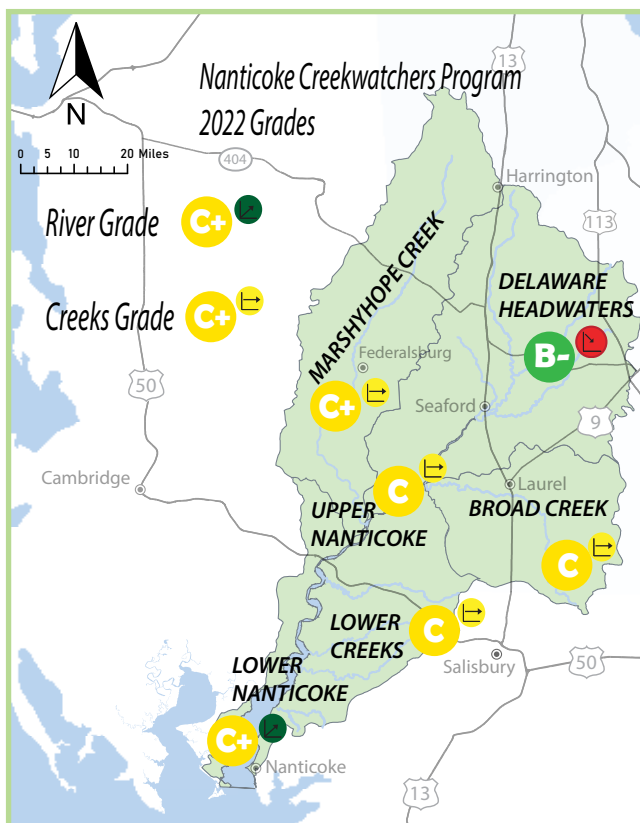 Nanticoke Creekwatchers Program
2022 Grades
N
0 5 10 20 Miles
13
404
Harrington
River Grade
C+
113
MARSHYHOPE CREEK
DELAWARE
HEADWATERS
Creeks Grade
C+
B-
Federalsburg
50
C+
Seaford
9
Cambridge
C
Laurel
UPPER
NANTICOKE
BROAD CREEK
C
LOWER
CREEKS
C
Salisbury
50
LOWER
NANTICOKE
C+
Nanticoke
13